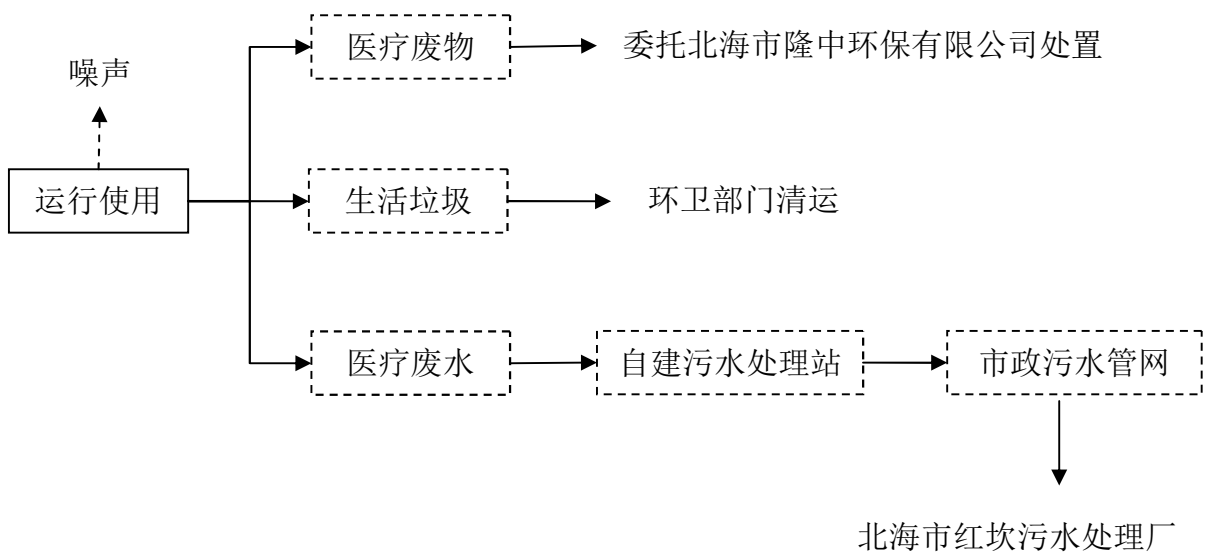 医疗废物
委托北海市隆中环保有限公司处置
噪声
运行使用
生活垃圾
环卫部门清运
医疗废水
自建污水处理站
市政污水管网
北海市红坎污水处理厂